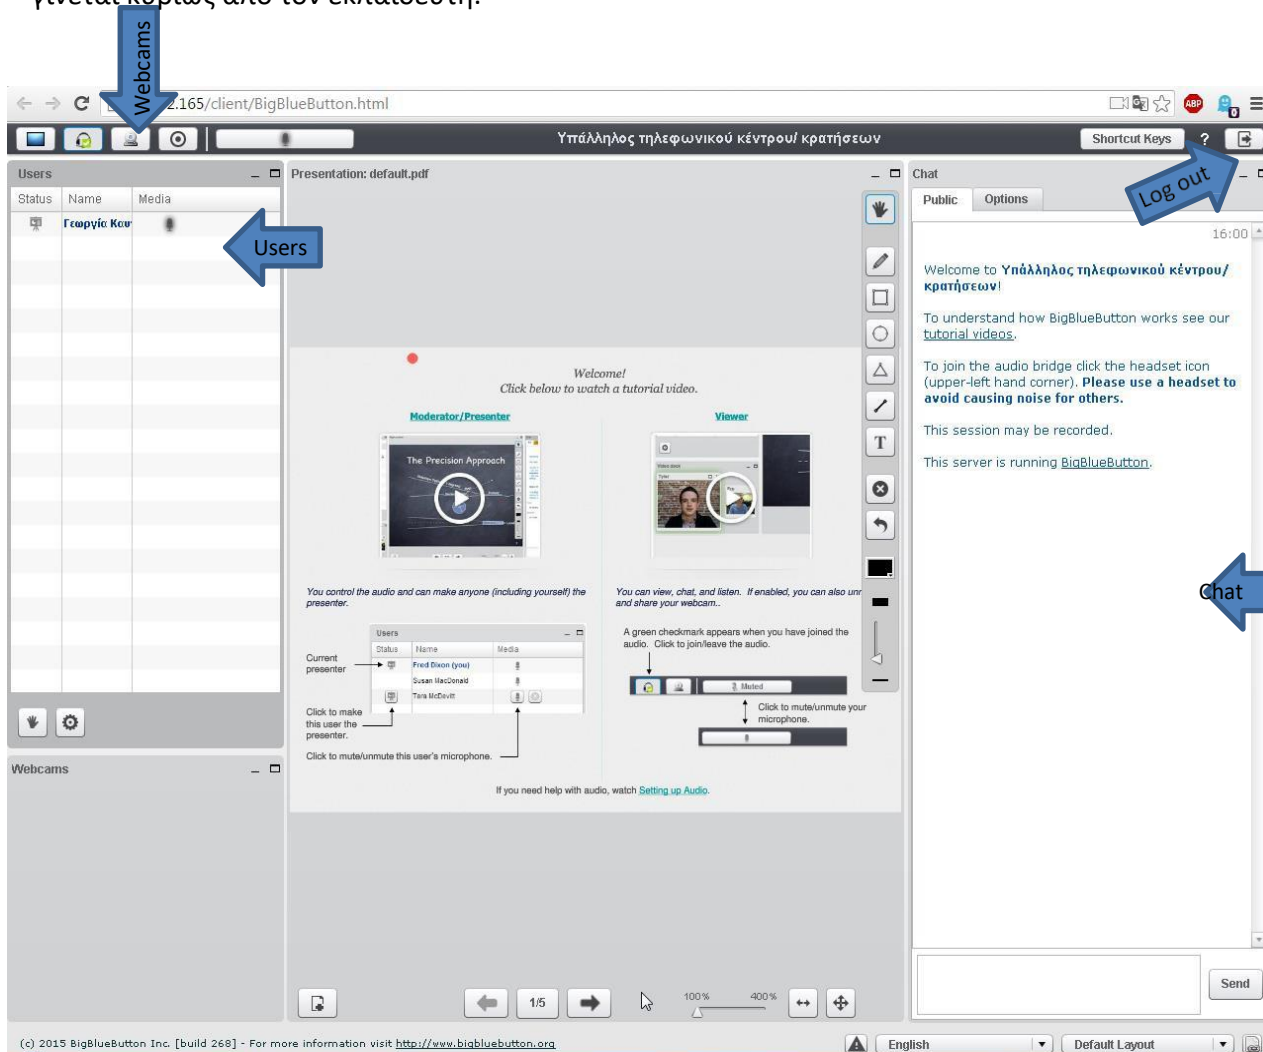 γίνεται κυρίως από τον εκπαιδευτή.
Webcams
2.165/client/BigBlueButton.html
ABP
0
Υπάλληλος τηλεφωνικού κέντρου/ κρατήσεων
Shortcut Keys
?
Log out
Users
Status Name Media
Γεωργία Καυ
Users
Presentation: default.pdf
T
Welcome!
Click below to watch a tutorial video.
Moderator/Presenter
Viewer
The Precision Approach
You control the audio and can make anyone (including yourself) the
presenter.
You can view, chat, and listen. If enabled, you can also unr
and share your webcam..
Users
Status Name Media
Fred Dixon (you)
Susan MacDonald
Tara McDevitt
Current
presenter
Click to make
this user the
presenter.
Click to mute/unmute this user's microphone.
A green checkmark appears when you have joined the
audio. Click to join/leave the audio.
Muted
Click to mute/unmute your
microphone.
If you need help with audio, watch Setting up Audio.
1/5
100%
400%
Chat
Public Options
16:00
Welcome to Υπάλληλος τηλεφωνικού κέντρου/
κρατήσεων!
To understand how BigBlueButton works see our
tutorial videos.
To join the audio bridge click the headset icon
(upper-left hand corner). Please use a headset to
avoid causing noise for others.
This session may be recorded.
This server is running BigBlueButton.
Chat
Send
Webcams
(c) 2015 BigBlueButton Inc. [build 268] - For more information visit http://www.bigbluebutton.org
English
Default Layout